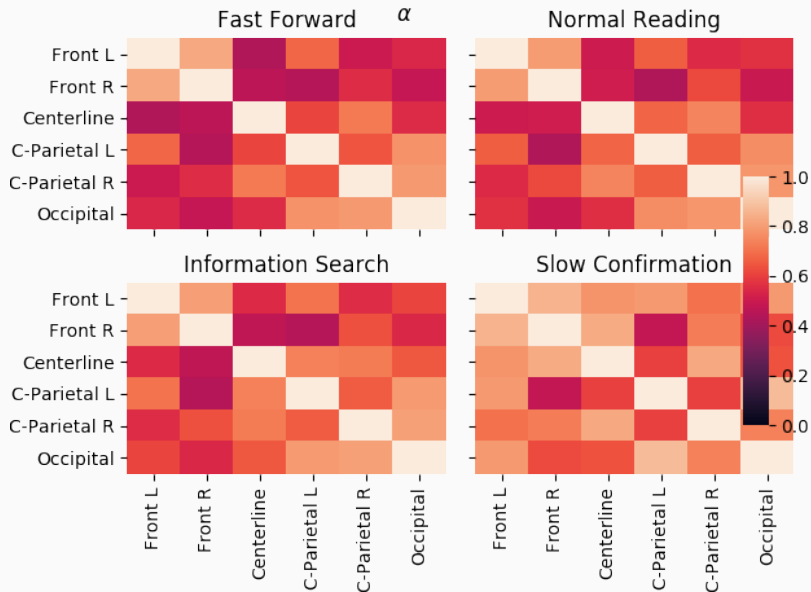 Fast Forward α Normal Reading
Front L
Front R
Centerline
C-Parietal L
C-Parietal R
Occipital
1.0
0.8
0.6
0.4
0.2
0.0
Information Search Slow Confirmation
Front L
Front R
Centerline
C-Parietal L
C-Parietal R
Occipital
Front L Front R Centerline C-Parietal L C-Parietal R Occipital Front L Front R Centerline C-Parietal L C-Parietal R Occipital